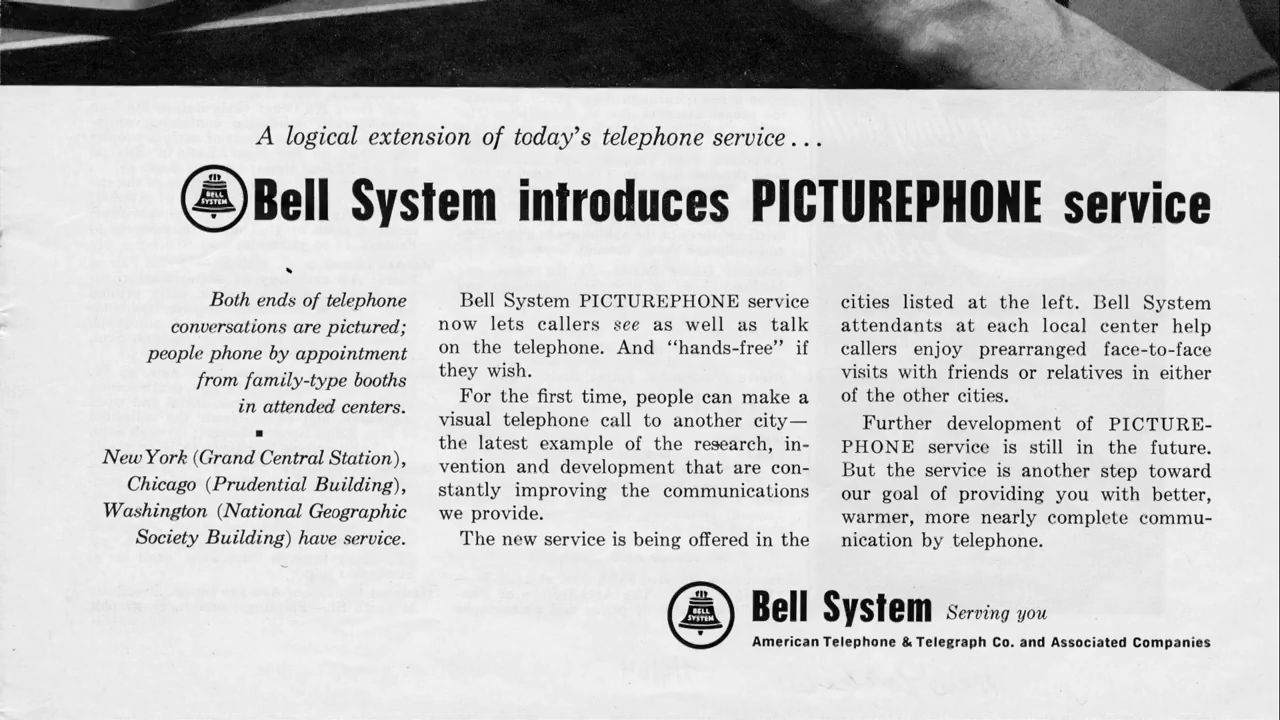 A logical extension of today's telephone service...
BELL SYSTEM
Bell System introduces PICTUREPHONE service
Both ends of telephone
conversations are pictured;
people phone by appointment
from family-type booths
in attended centers.
New York (Grand Central Station),
Chicago (Prudential Building),
Washington (National Geographic
Society Building) have service.
Bell System PICTUREPHONE service
now lets callers see as well as talk
on the telephone. And "hands-free" if
they wish.
For the first time, people can make a
visual telephone call to another city—
the latest example of the research, in-
vention and development that are con-
stantly improving the communications
we provide.
The new service is being offered in the
cities listed at the left. Bell System
attendants at each local center help
callers enjoy prearranged face-to-face
visits with friends or relatives in either
of the other cities.
Further development of PICTURE-
PHONE service is still in the future.
But the service is another step toward
our goal of providing you with better,
warmer, more nearly complete commu-
nication by telephone.
BELL SYSTEM
Bell System Serving you
American Telephone & Telegraph Co. and Associated Companies